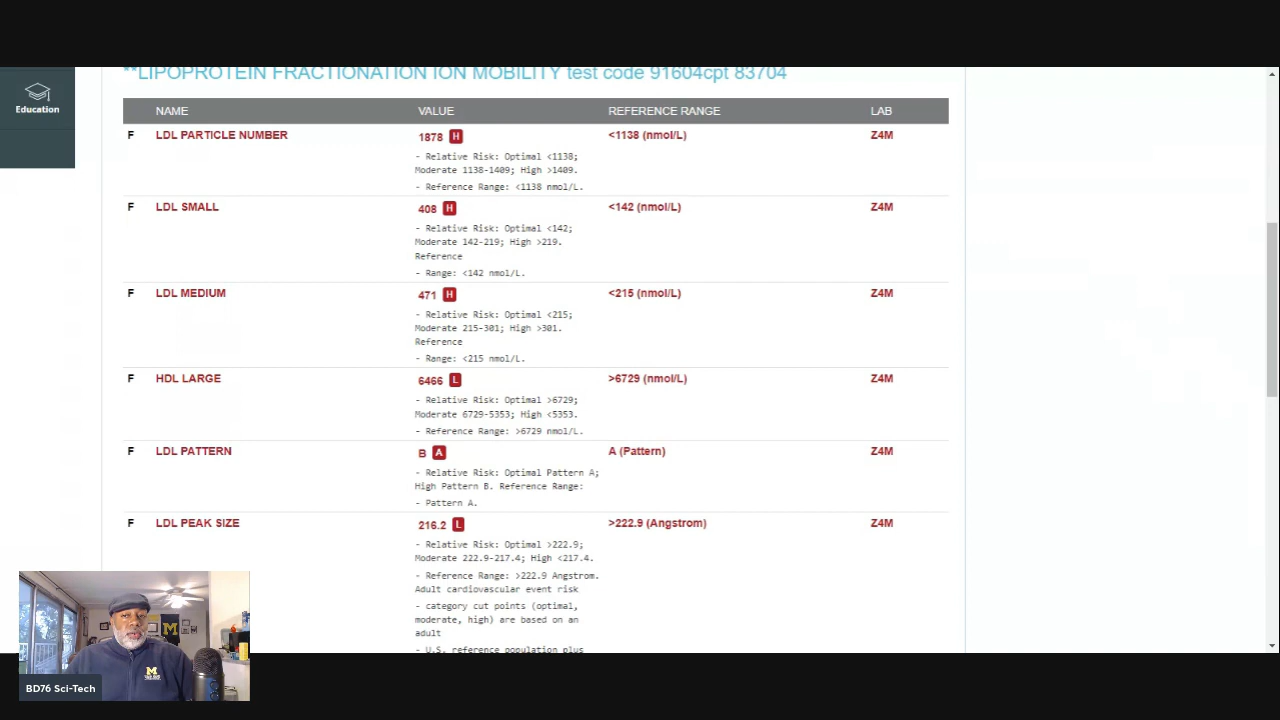 **LIPOPROTEIN FRACTIONATION ION MOBILITY test code 91604cpt 83704
Education
NAME VALUE REFERENCE RANGE LAB
F LDL PARTICLE NUMBER 1878 H <1138 (nmol/L) Z4M
- Relative Risk: Optimal <1138;
Moderate 1138-1409; High >1409.
- Reference Range: <1138 nmol/L.
F LDL SMALL 408 H <142 (nmol/L) Z4M
- Relative Risk: Optimal <142;
Moderate 142-219; High >219.
Reference
- Range: <142 nmol/L.
F LDL MEDIUM 471 H <215 (nmol/L) Z4M
- Relative Risk: Optimal <215;
Moderate 215-301; High >301.
Reference
- Range: <215 nmol/L.
F HDL LARGE 6466 L >6729 (nmol/L) Z4M
- Relative Risk: Optimal >6729;
Moderate 6729-5353; High <5353.
- Reference Range: >6729 nmol/L.
F LDL PATTERN B A A (Pattern) Z4M
- Relative Risk: Optimal Pattern A;
High Pattern B. Reference Range:
- Pattern A.
F LDL PEAK SIZE 216.2 L >222.9 (Angstrom) Z4M
- Relative Risk: Optimal >222.9;
Moderate 222.9-217.4; High <217.4.
- Reference Range: >222.9 Angstrom.
Adult cardiovascular event risk
- category cut points (optimal,
moderate, high) are based on an
adult
- U.S. reference population plus
M
M
BD76 Sci-Tech